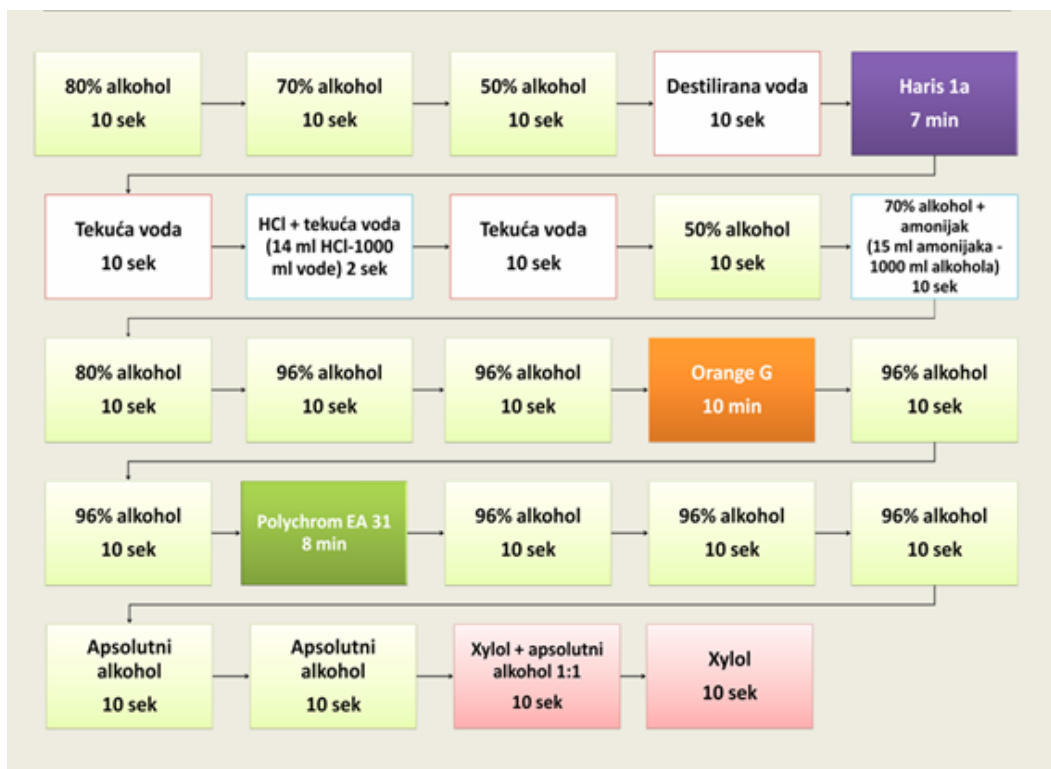 80% alkohol
10 sek
70% alkohol
10 sek
50% alkohol
10 sek
Destilirana voda
10 sek
Haris 1a
7 min
Tekuća voda
10 sek
HCl + tekuća voda
(14 ml HCl-1000
ml vode) 2 sek
Tekuća voda
10 sek
50% alkohol
10 sek
70% alkohol +
amonijak
(15 ml amonijaka -
1000 ml alkohola)
10 sek
80% alkohol
10 sek
96% alkohol
10 sek
96% alkohol
10 sek
Orange G
10 min
96% alkohol
10 sek
96% alkohol
10 sek
Polychrom EA 31
8 min
96% alkohol
10 sek
96% alkohol
10 sek
96% alkohol
10 sek
Apsolutni
alkohol
10 sek
Apsolutni
alkohol
10 sek
Xylol + apsolutni
alkohol 1:1
10 sek
Xylol
10 sek